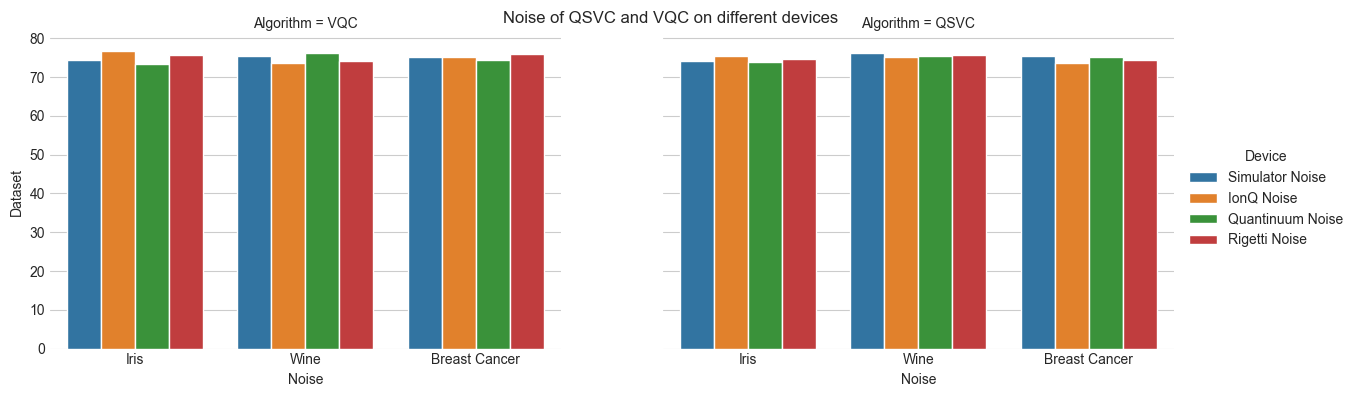 Noise of QSVC and VQC on different devices
Algorithm = VQC
Algorithm = QSVC
80
70
60
50
40
30
20
10
0
Dataset
Iris
Wine
Breast Cancer
Noise
Iris
Wine
Breast Cancer
Noise
Device
Simulator Noise
IonQ Noise
Quantinuum Noise
Rigetti Noise